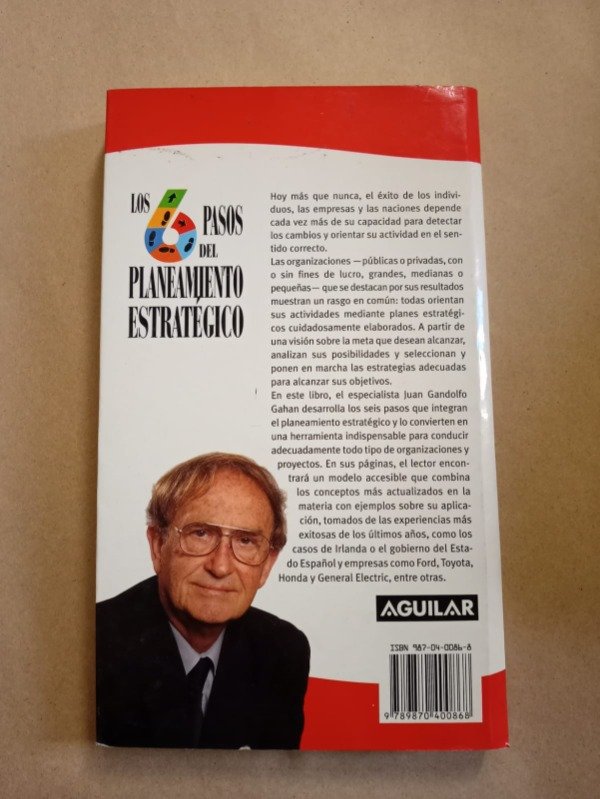 LOS 6 PASOS
DEL
PLANEAMIENTO
ESTRATÉGICO
Hoy más que nunca, el éxito de los indivi-
duos, las empresas y las naciones depende
cada vez más de su capacidad para detectar
los cambios y orientar su actividad en el sen-
tido correcto.
Las organizaciones —públicas o privadas, con
o sin fines de lucro, grandes, medianas o
pequeñas— que se destacan por sus resultados
muestran un rasgo en común: todas orientan
sus actividades mediante planes estratégi-
cos cuidadosamente elaborados. A partir de
una visión sobre la meta que desean alcanzar,
analizan sus posibilidades y seleccionan y
ponen en marcha las estrategias adecuadas
para alcanzar sus objetivos.
En este libro, el especialista Juan Gandolfo
Gahan desarrolla los seis pasos que integran
el planeamiento estratégico y lo convierten en
una herramienta indispensable para conducir
adecuadamente todo tipo de organizaciones y
proyectos. En sus páginas, el lector encon-
trará un modelo accesible que combina
los conceptos más actualizados en la
materia con ejemplos sobre su aplica-
ción, tomados de las experiencias más
exitosas de los últimos años, como los
casos de Irlanda o el gobierno del Esta-
do Español y empresas como Ford, Toyota,
Honda y General Electric, entre otras.
AGUILAR
ISBN 987-04-0086-8
9 789870 400868